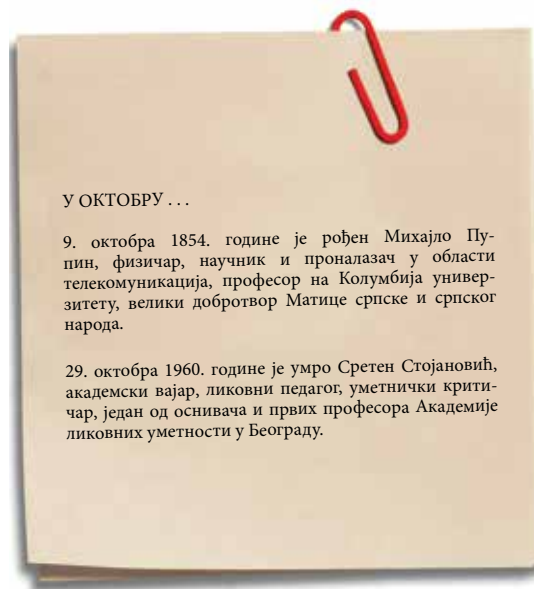 У ОКТОБРУ . . .
9. октобра 1854. године је рођен Михајло Пу-
пин, физичар, научник и проналазач у области
телекомуникација, професор на Колумбија универ-
зитету, велики добротвор Матице српске и српског
народа.
29. октобра 1960. године је умро Сретен Стојановић,
академски вајар, ликовни педагог, уметнички крити-
чар, један од оснивача и првих професора Академије
ликовних уметности у Београду.